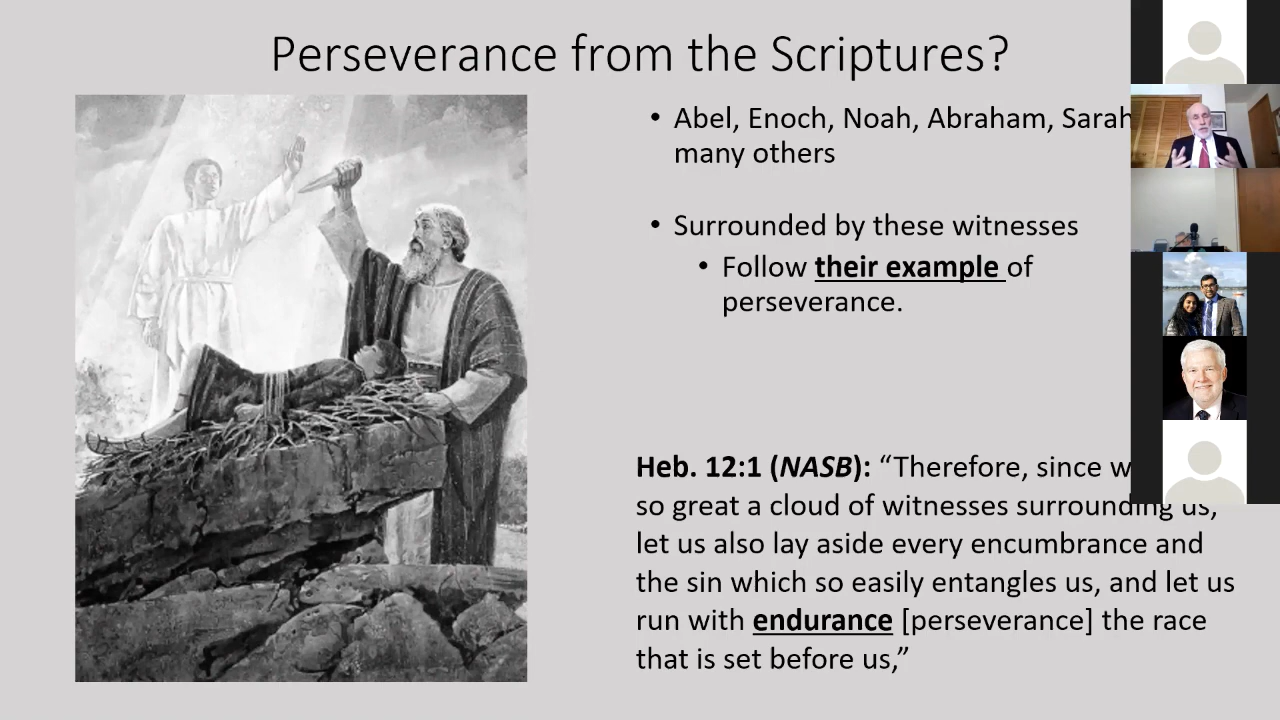 Perseverance from the Scriptures?
• Abel, Enoch, Noah, Abraham, Sarah
many others
• Surrounded by these witnesses
• Follow their example of
perseverance.
Heb. 12:1 (NASB): “Therefore, since w
so great a cloud of witnesses surrounding us,
let us also lay aside every encumbrance and
the sin which so easily entangles us, and let us
run with endurance [perseverance] the race
that is set before us,”